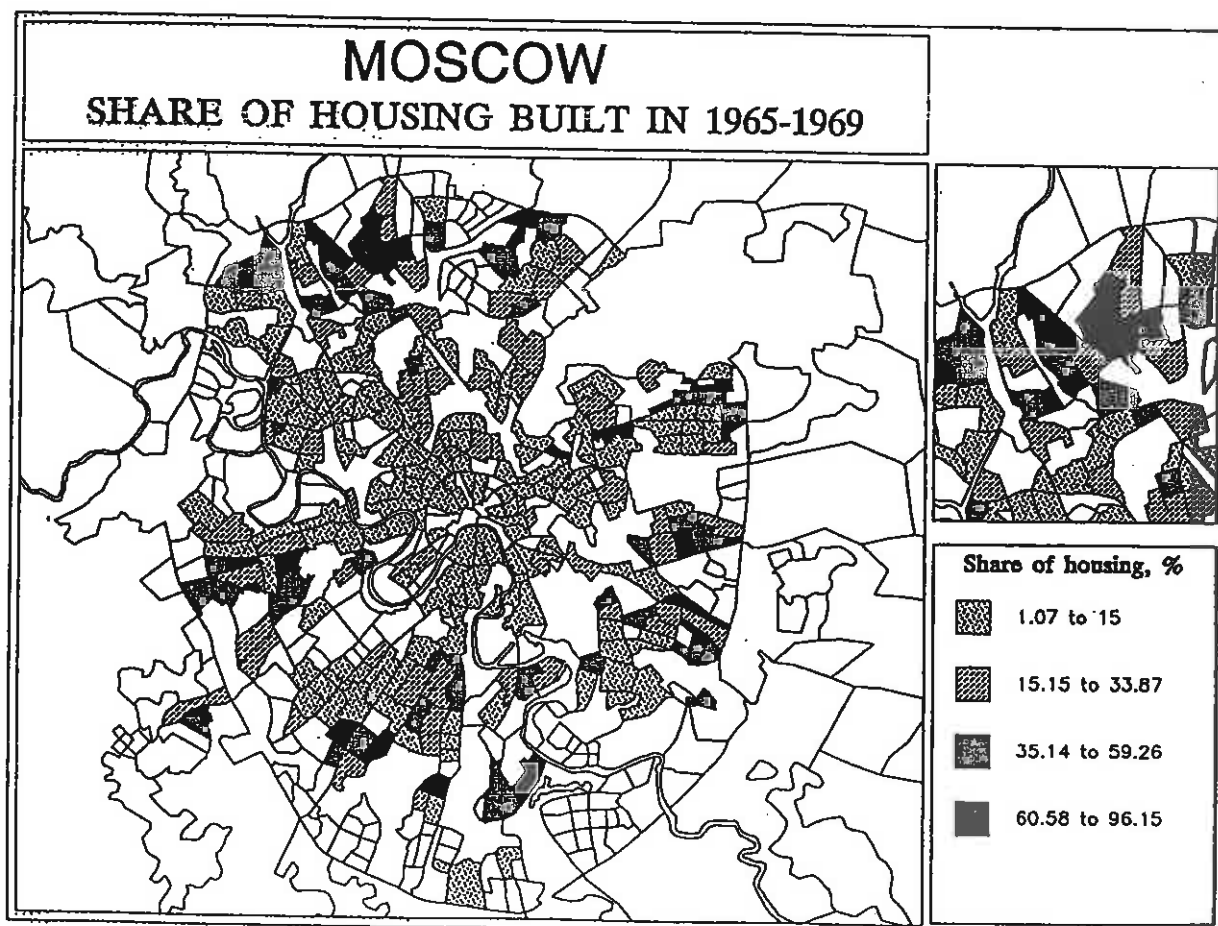 MOSCOW
SHARE OF HOUSING BUILT IN 1965-1969
Share of housing, %
1.07 to 15
15.15 to 33.87
35.14 to 59.26
60.58 to 96.15